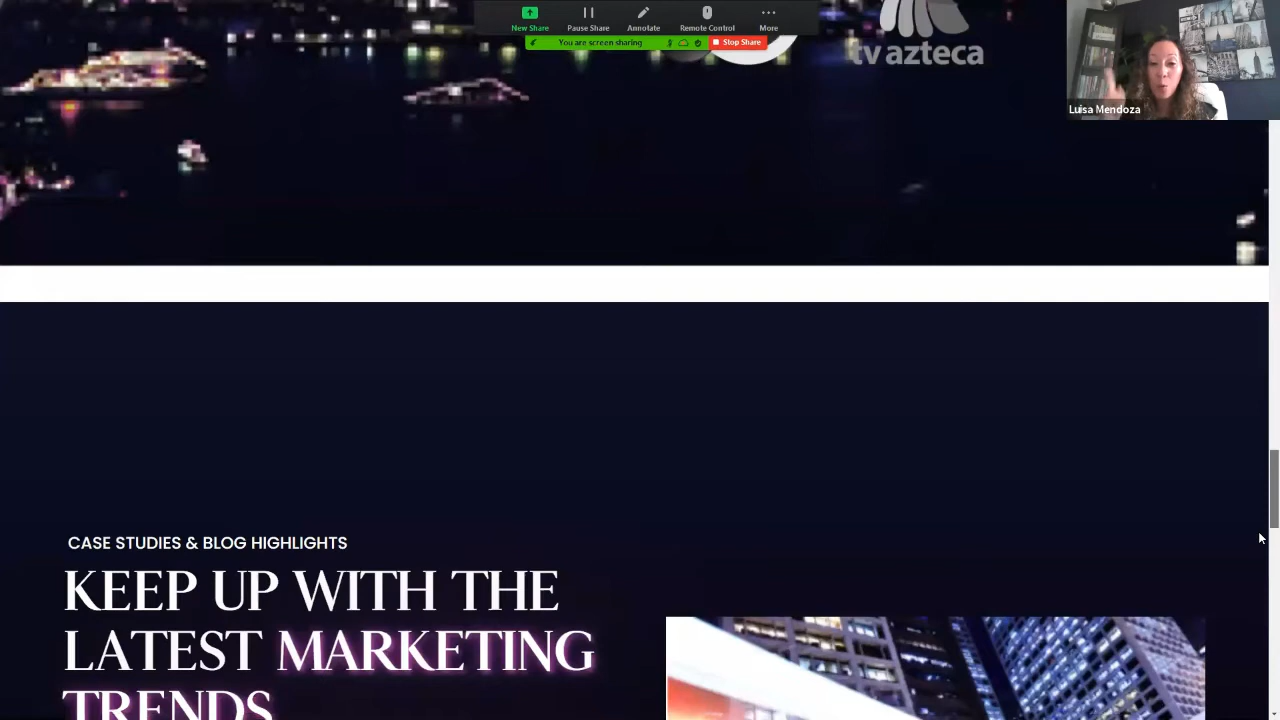 New Share
Pause Share
Annotate
Remote Control
More
You are screen sharing
Stop Share
tv azteca
Luisa Mendoza
CASE STUDIES & BLOG HIGHLIGHTS
KEEP UP WITH THE
LATEST MARKETING
TRENDS